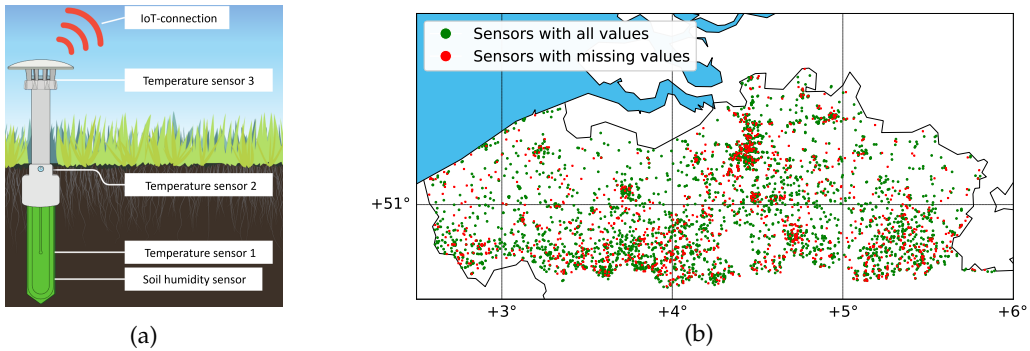 IoT-connection
Temperature sensor 3
Temperature sensor 2
Temperature sensor 1
Soil humidity sensor
(a)
Sensors with all values
Sensors with missing values
+51°
+3°
+4°
+5°
+6°
(b)